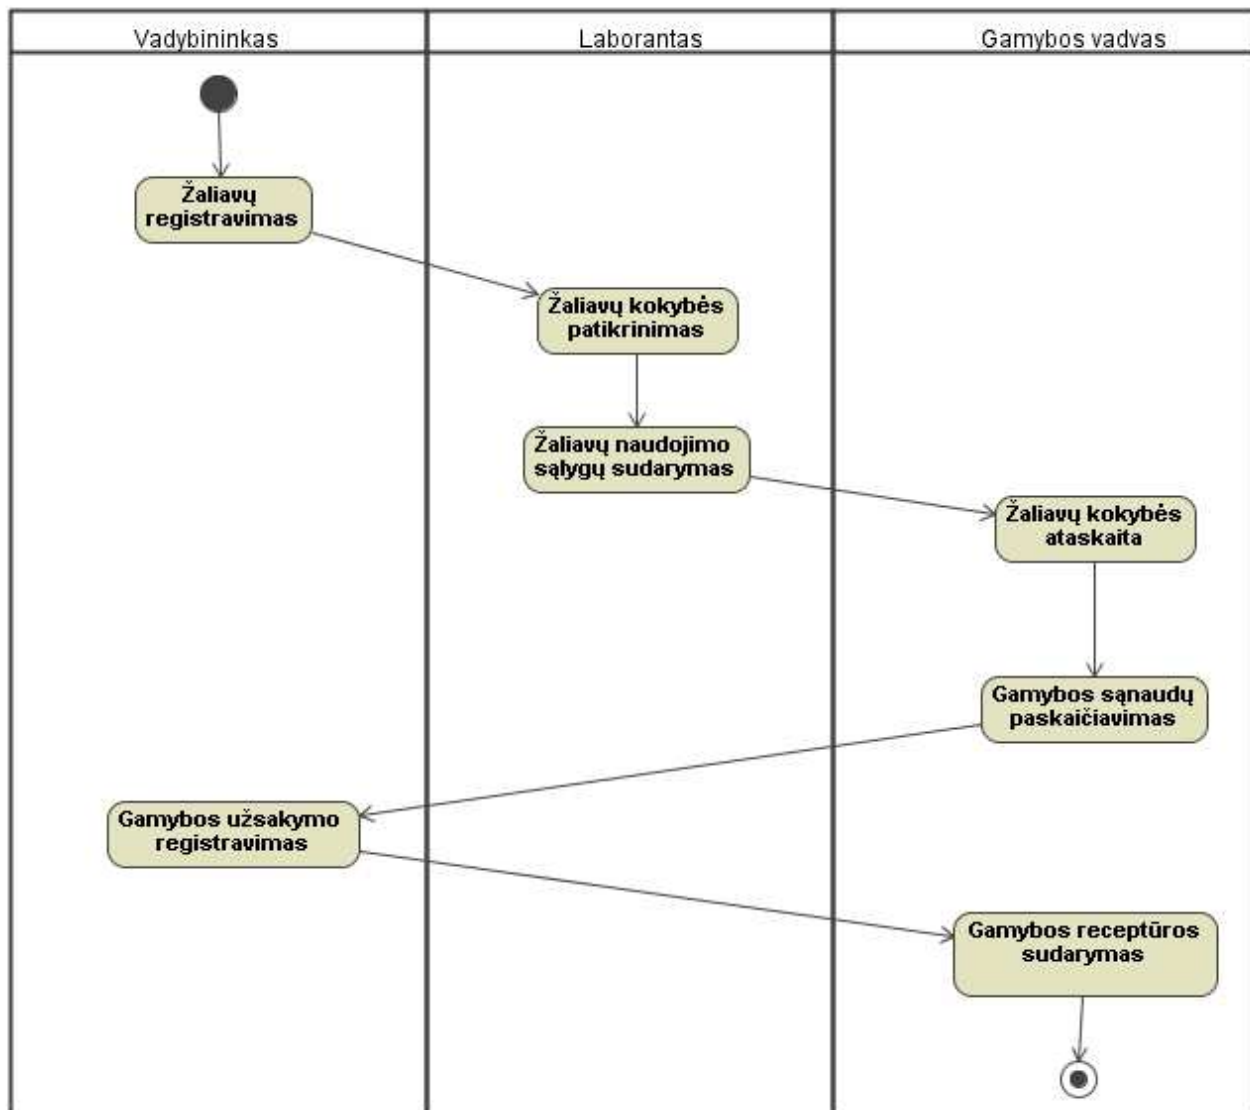 Vadybininkas
Laborantas
Gamybos vadvas
Žaliavų
registravimas
Žaliavų kokybės
patikrinimas
Žaliavų naudojimo
sąlygų sudarymas
Žaliavų kokybės
ataskaita
Gamybos sąnaudų
paskaičiavimas
Gamybos užsakymo
registravimas
Gamybos receptūros
sudarymas